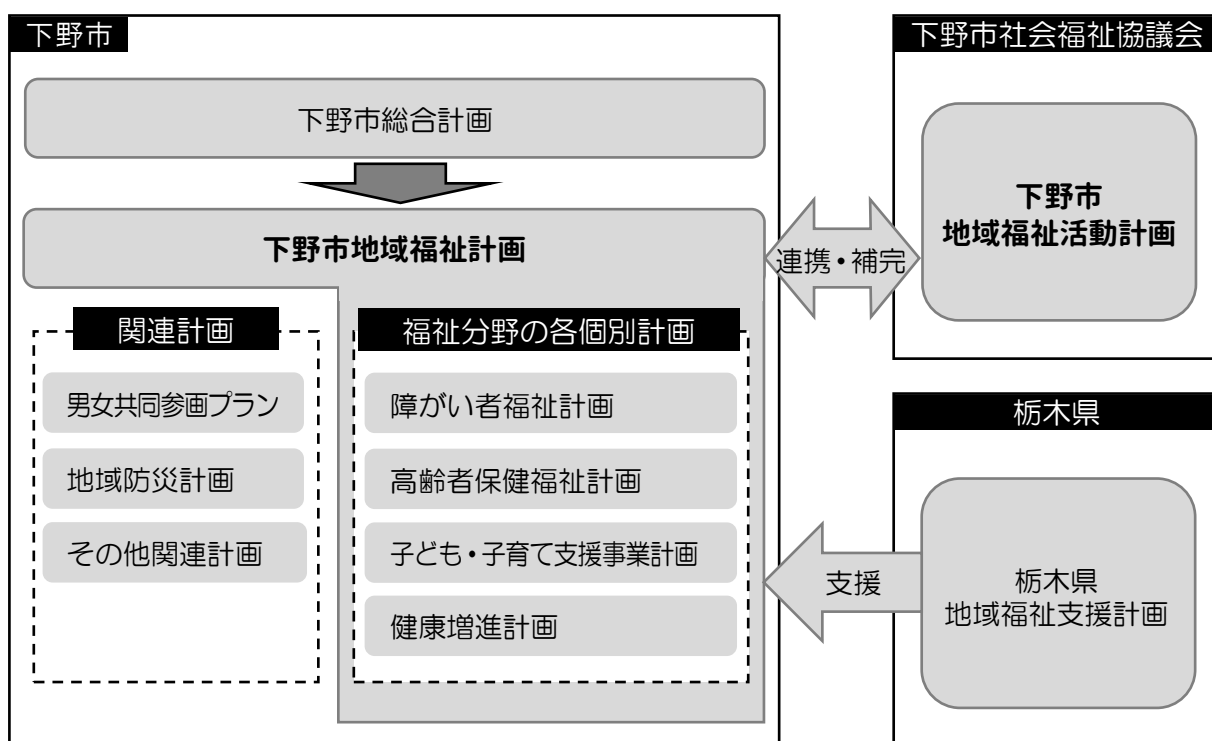 下野市
下野市総合計画
下野市地域福祉計画
関連計画
男女共同参画プラン
地域防災計画
その他関連計画
福祉分野の各個別計画
障がい者福祉計画
高齢者保健福祉計画
子ども・子育て支援事業計画
健康増進計画
連携・補完
支援
下野市社会福祉協議会
下野市
地域福祉活動計画
栃木県
栃木県
地域福祉支援計画